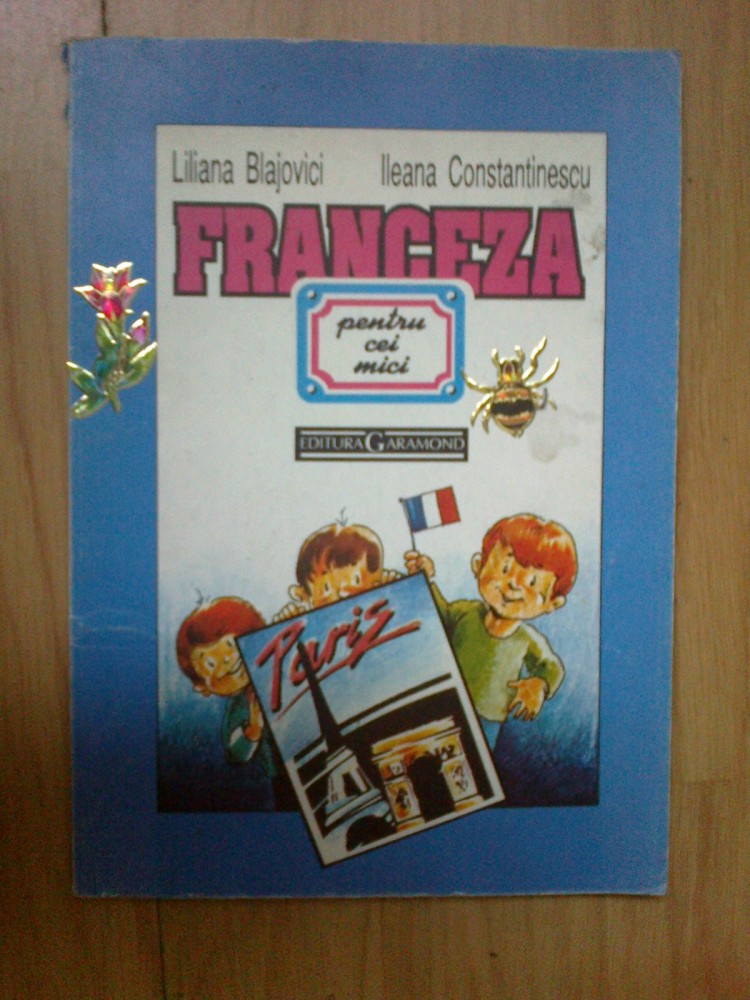 Liliana Blajovici Ileana Constantinescu
FRANCEZA
pentru
cei
mici
EDITURA GARAMOND
Paris